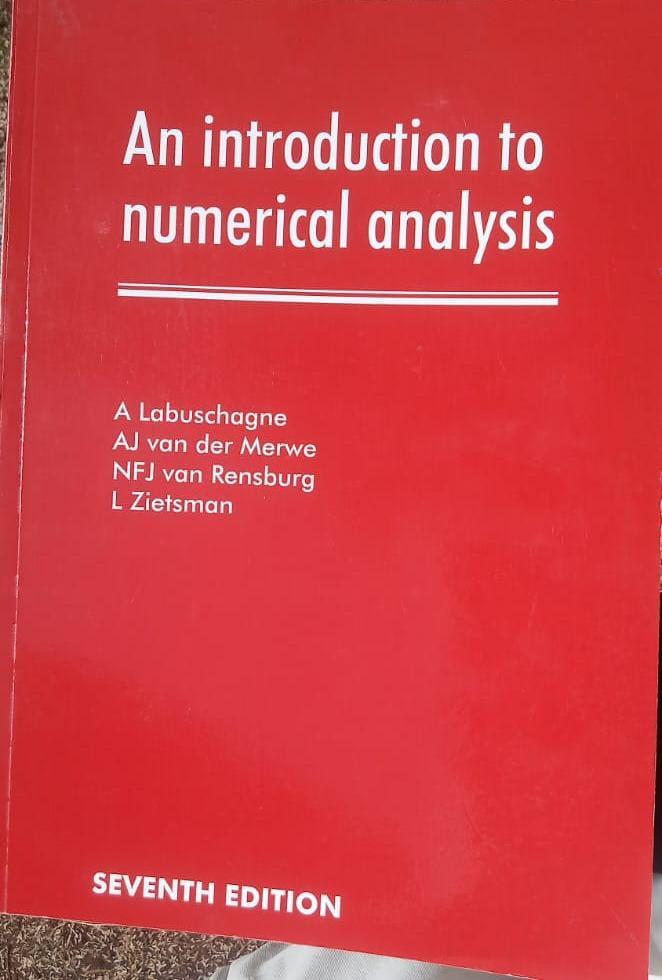 An introduction to
numerical analysis
A Labuschagne
AJ van der Merwe
NFJ van Rensburg
L Zietsman
SEVENTH EDITION